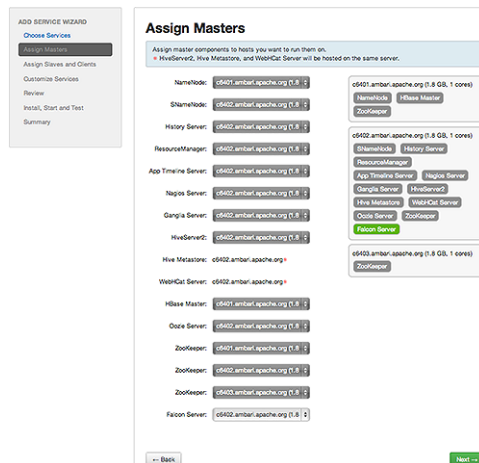 ADD SERVICE WIZARD
Choose Services
Assign Masters
Assign Slaves and Clients
Customize Services
Review
Install, Start and Test
Summary
Assign Masters
Assign master components to hosts you want to run them on.
* HiveServer2, Hive Metastore, and WebHCat Server will be hosted on the same server.
NameNode: c6401.ambari.apache.org (1.8
SNameNode: c6402.ambari.apache.org (1.8
History Server: c6402.ambari.apache.org (1.8
ResourceManager: c6402.ambari.apache.org (1.8
App Timeline Server: c6402.ambari.apache.org (1.8
Nagios Server: c6402.ambari.apache.org (1.8
Ganglia Server: c6402.ambari.apache.org (1.8
HiveServer2: c6402.ambari.apache.org (1.8
Hive Metastore: c6402.ambari.apache.org*
WebHCat Server: c6402.ambari.apache.org*
HBase Master: c6401.ambari.apache.org (1.8
Oozie Server: c6402.ambari.apache.org (1.8
ZooKeeper: c6401.ambari.apache.org (1.8
ZooKeeper: c6402.ambari.apache.org (1.8
ZooKeeper: c6403.ambari.apache.org (1.8
Falcon Server: c6402.ambari.apache.org (1.8
c6401.ambari.apache.org (1.8 GB, 1 cores)
NameNode HBase Master
ZooKeeper
c6402.ambari.apache.org (1.8 GB, 1 cores)
SNameNode History Server
ResourceManager
App Timeline Server Nagios Server
Ganglia Server HiveServer2
Hive Metastore WebHCat Server
Oozie Server ZooKeeper
Falcon Server
c6403.ambari.apache.org (1.8 GB, 1 cores)
ZooKeeper
← Back
Next →